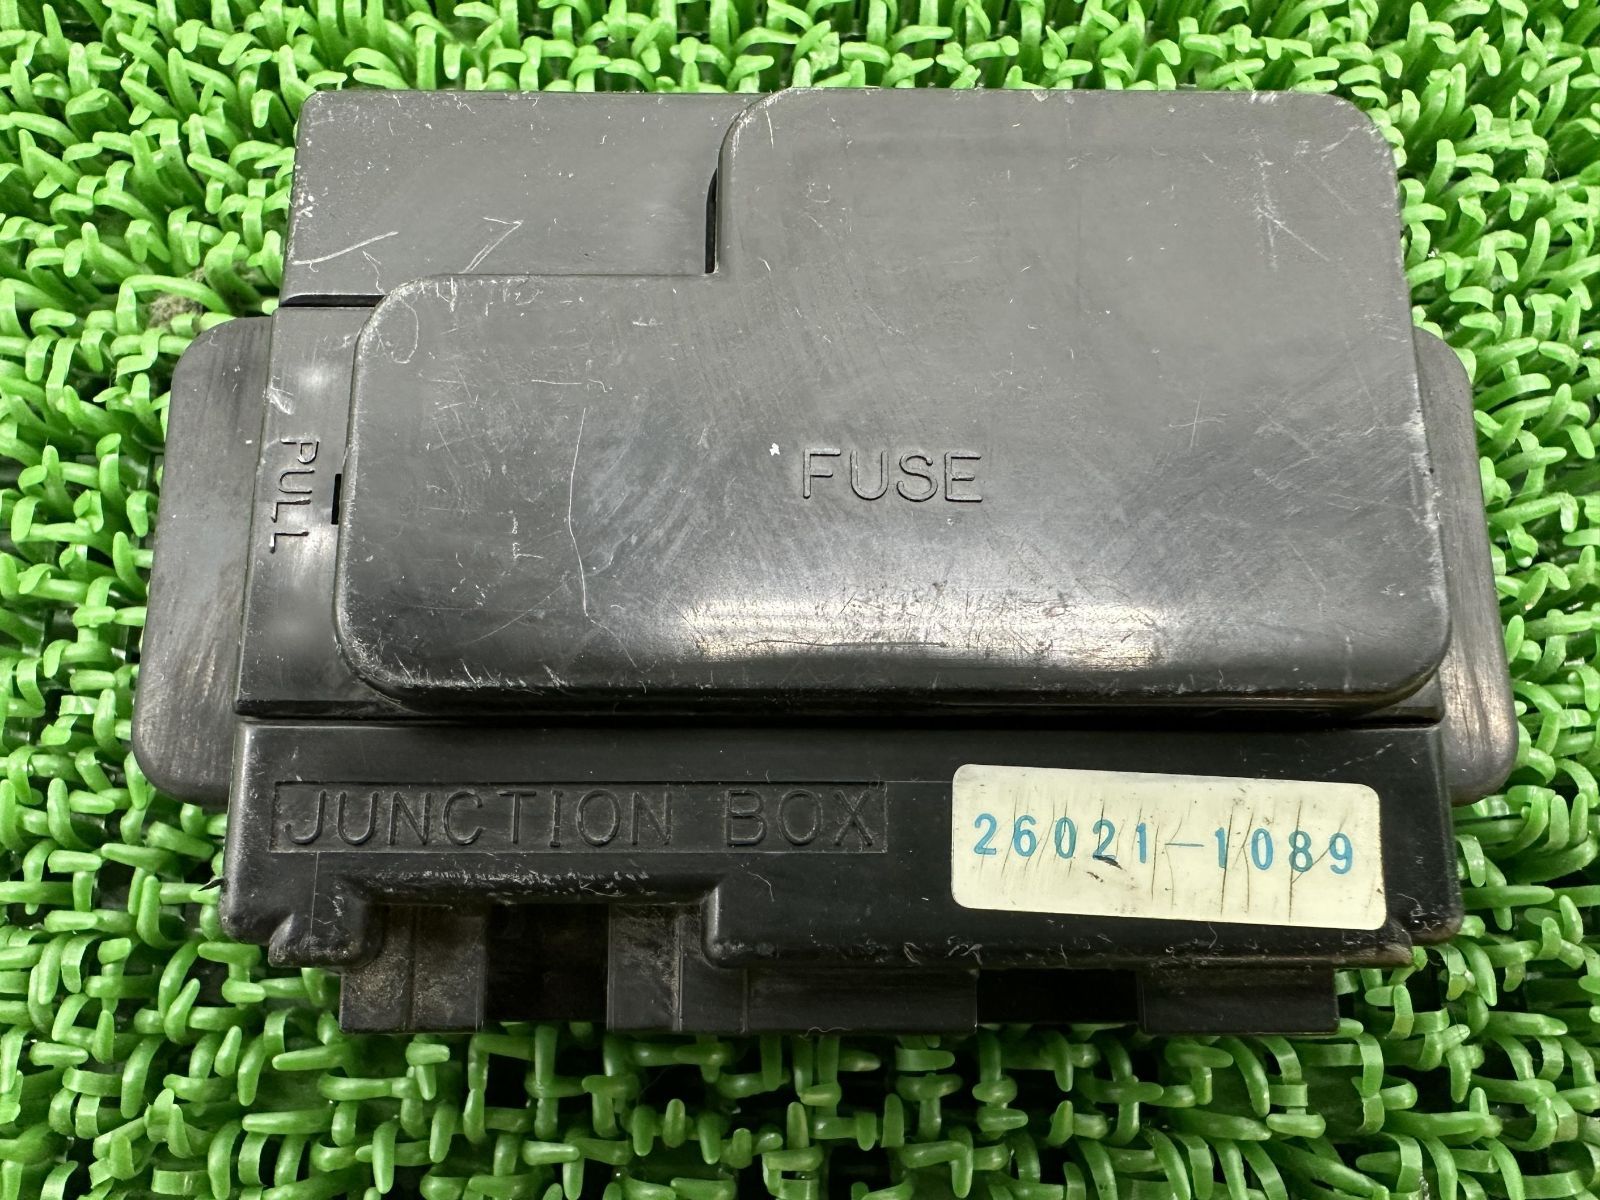 PULL
FUSE
JUNCTION BOX
26021-1089